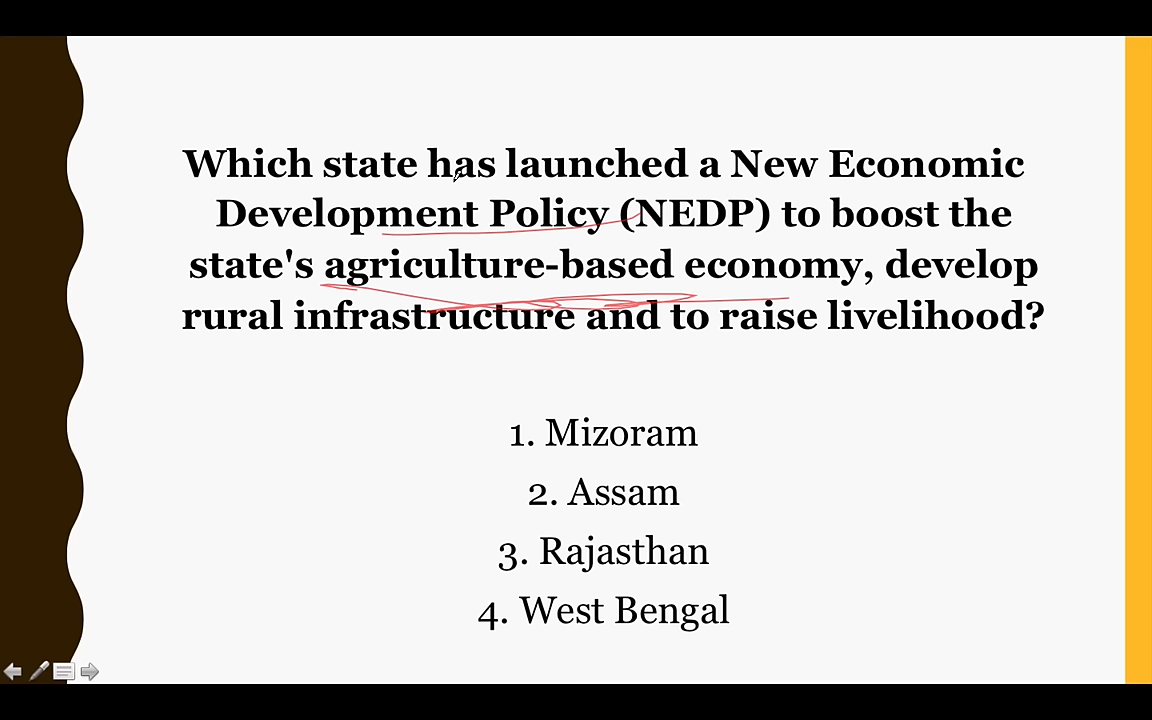 Which state has launched a New Economic
Development Policy (NEDP) to boost the
state's agriculture-based economy, develop
rural infrastructure and to raise livelihood?
1. Mizoram
2. Assam
3. Rajasthan
4. West Bengal